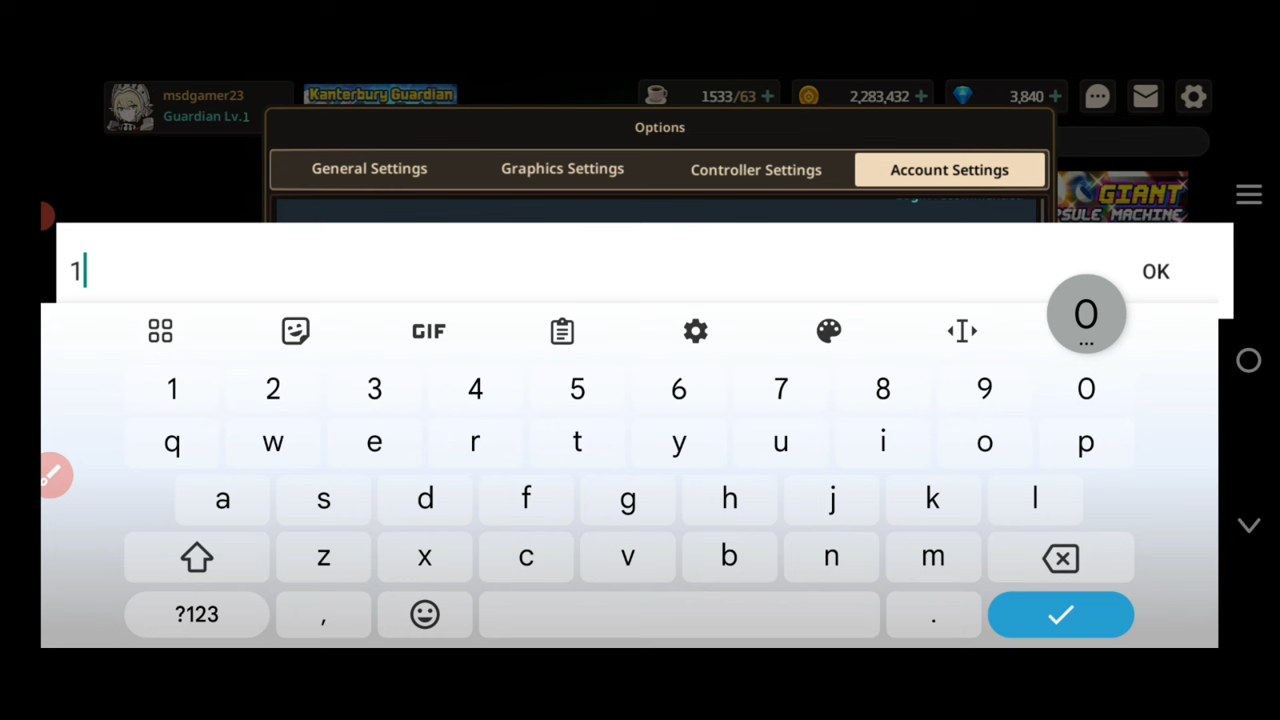 msdgamer23
Guardian Lv.1
Kanterbury Guardian
1533/63 +
2,283,432 +
3,840 +
Options
General Settings
Graphics Settings
Controller Settings
Account Settings
GIANT
SULE MACHINE
1
OK
0
...
GIF
1 2 3 4 5 6 7 8 9 0
q w e r t y u i o p
a s d f g h j k l
z x c v b n m
?123 , .